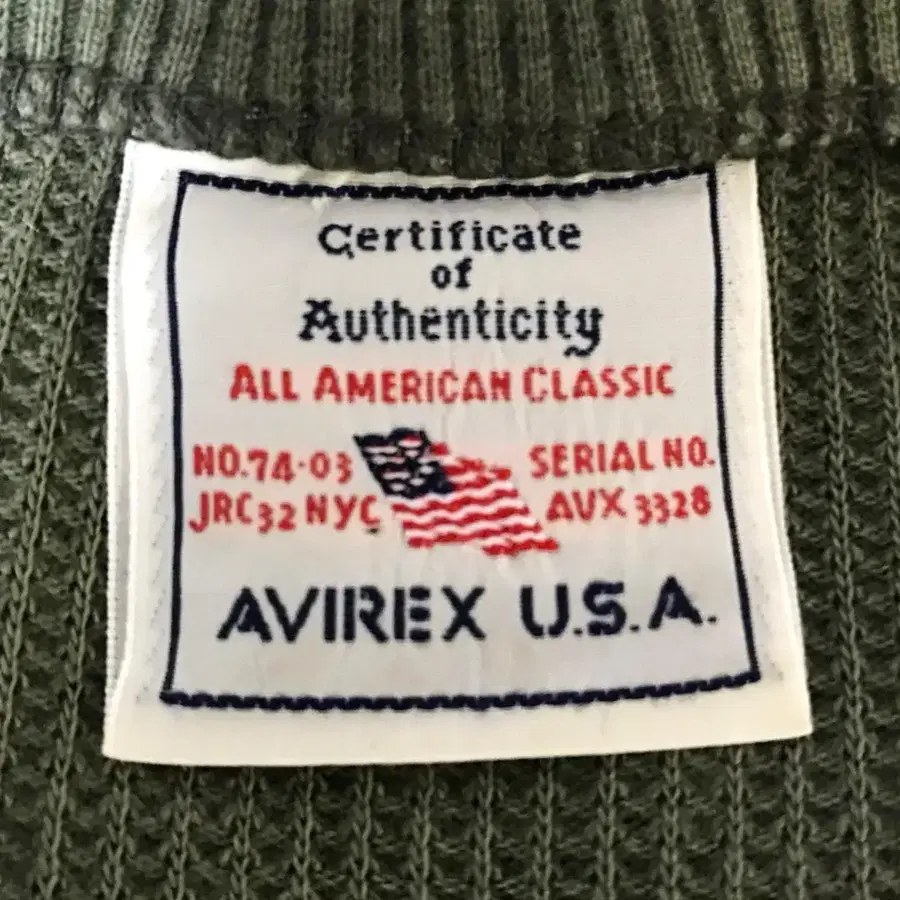 Certificate
of
Authenticity
ALL AMERICAN CLASSIC
NO.74-03 SERIAL NO.
JRC32 NYC AVX 3328
AVIREX U.S.A.